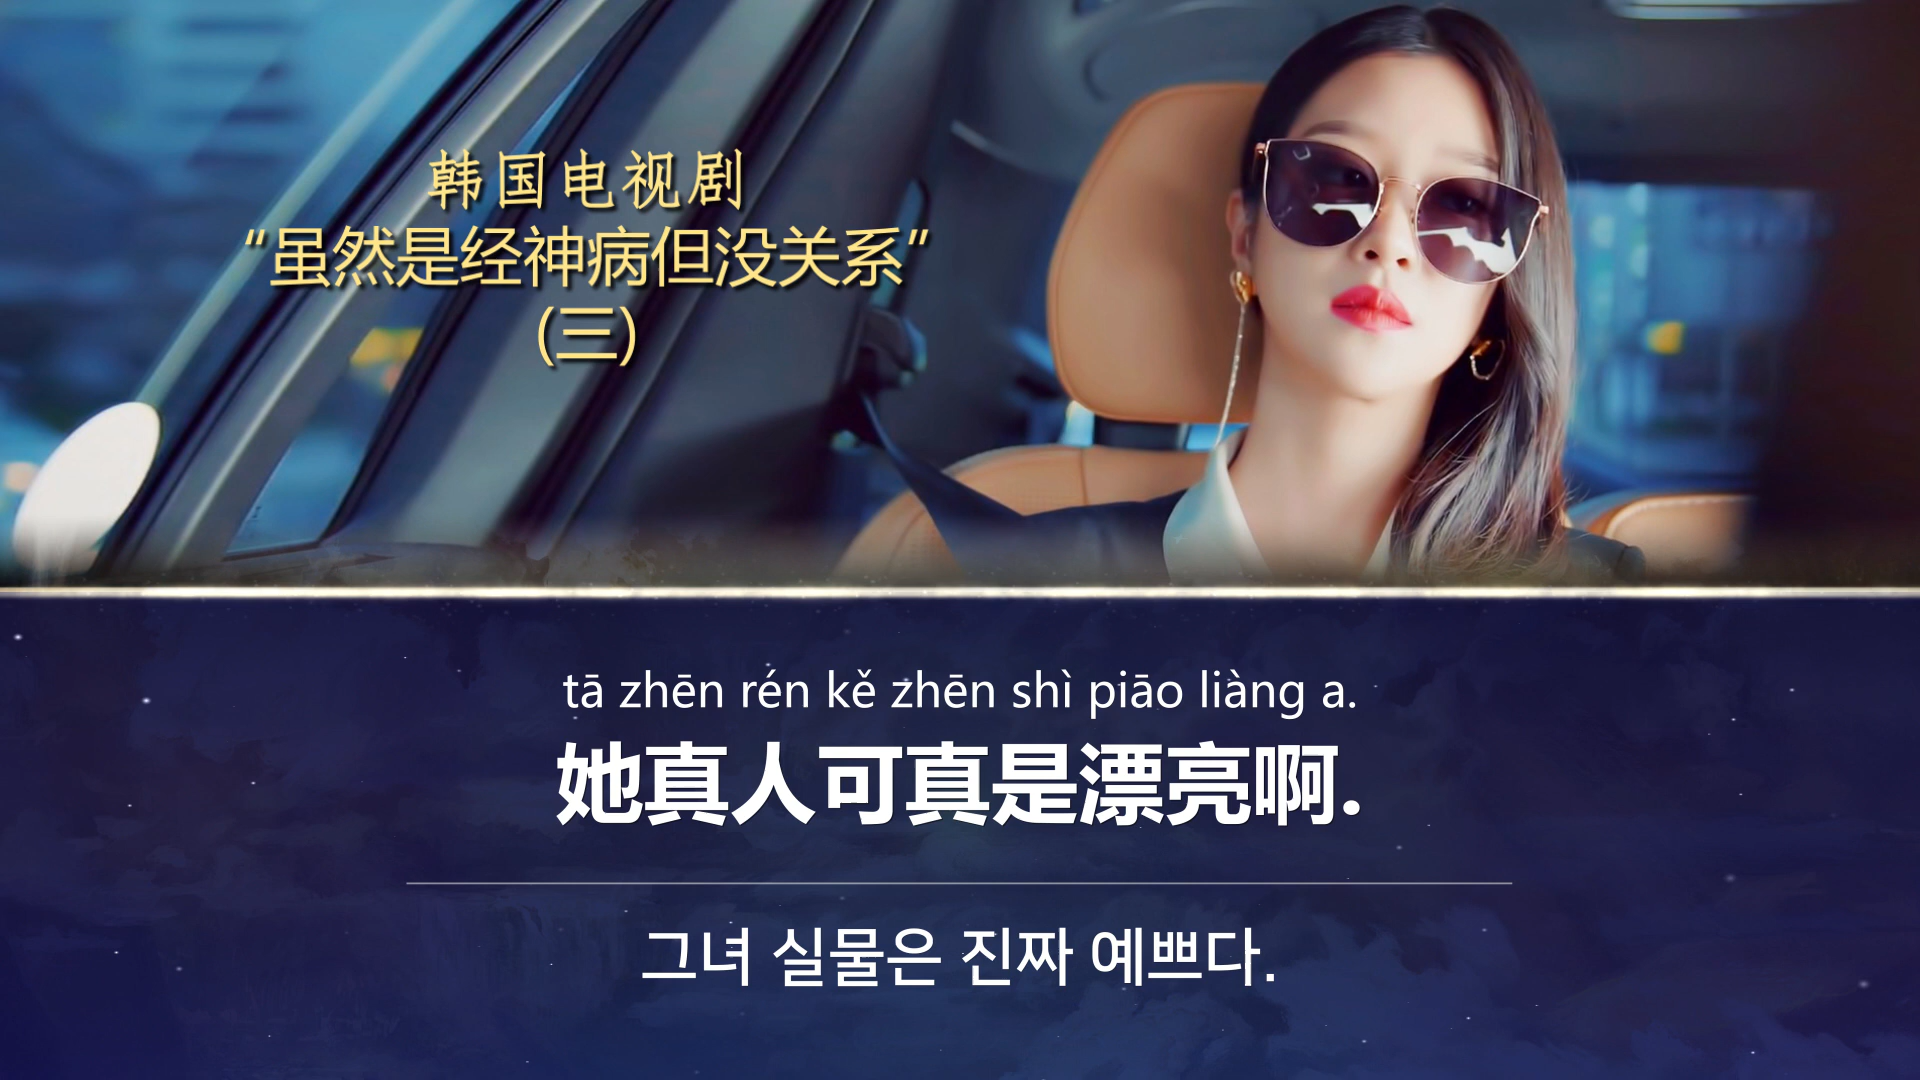 韩国电视剧
“虽然是经神病但没关系”
(三)
tā zhēn rén kě zhēn shì piāo liàng a.
她真人可真是漂亮啊.
그녀 실물은 진짜 예쁘다.